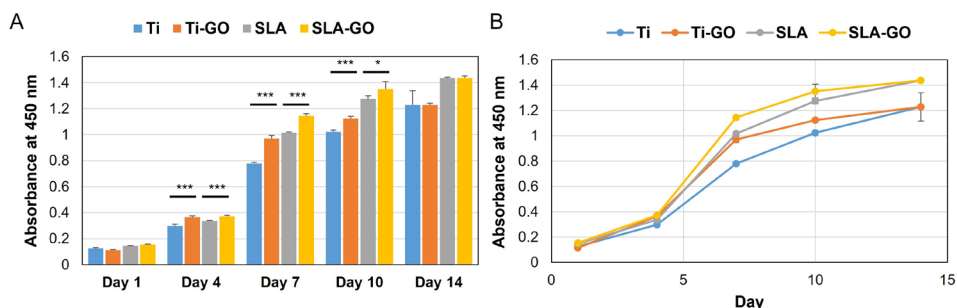 A
Ti Ti-GO SLA SLA-GO
Absorbance at 450 nm
1.6
1.4
1.2
1
0.8
0.6
0.4
0.2
0
*** ***
*** ***
*** *
Day 1 Day 4 Day 7 Day 10 Day 14
B
Ti Ti-GO SLA SLA-GO
Absorbance at 450 nm
1.6
1.4
1.2
1
0.8
0.6
0.4
0.2
0
0 5 10 15
Day